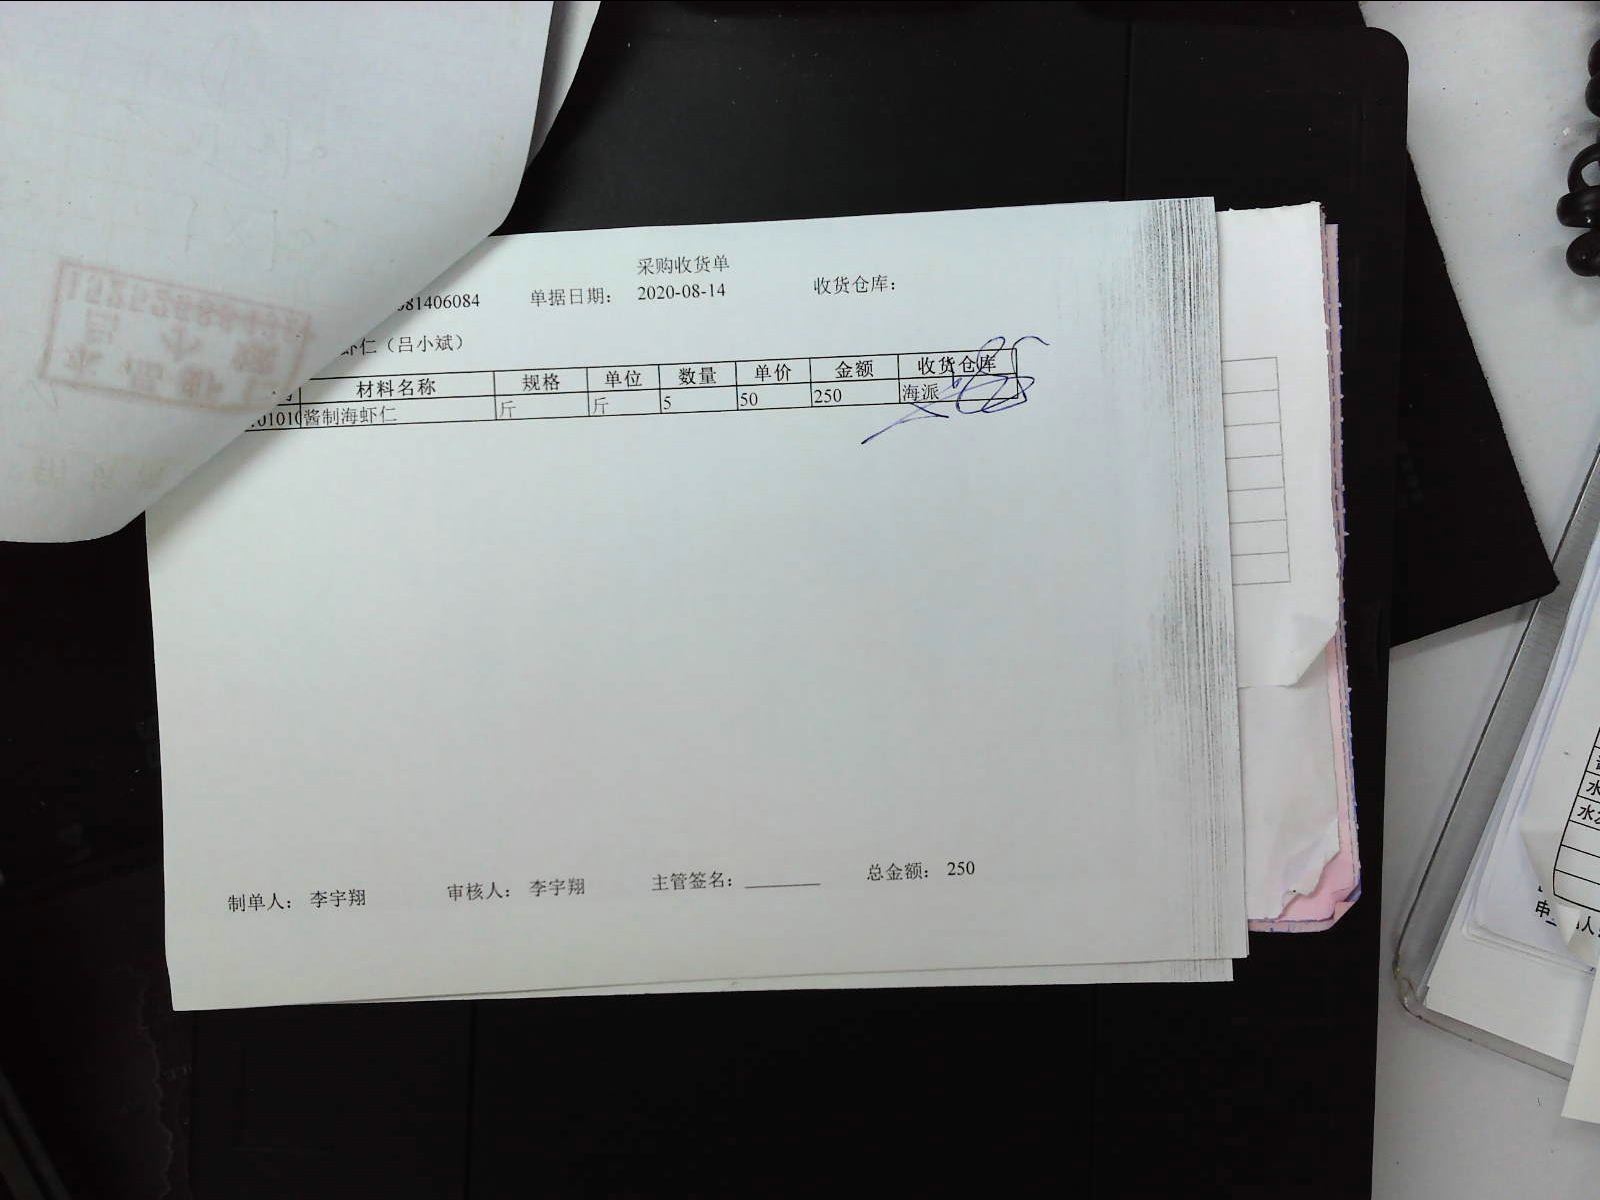 采购收货单
081406084 单据日期： 2020-08-14 收货仓库：
虾仁（吕小斌）
材料名称 规格 单位 数量 单价 金额 收货仓库
01010 酱制海虾仁 斤 斤 5 50 250 海派
制单人： 李宇翔 审核人： 李宇翔 主管签名： 总金额： 250